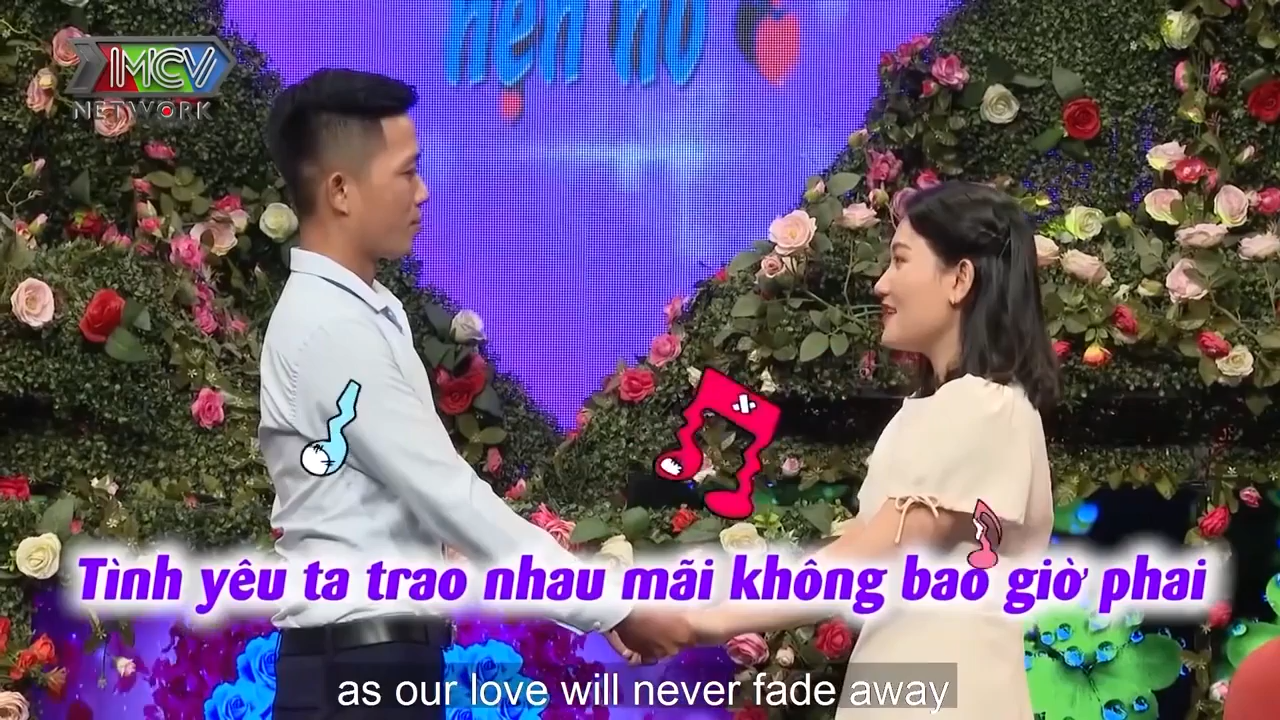 hẹn hò
MCV
NETWORK
Tình yêu ta trao nhau mãi không bao giờ phai
as our love will never fade away